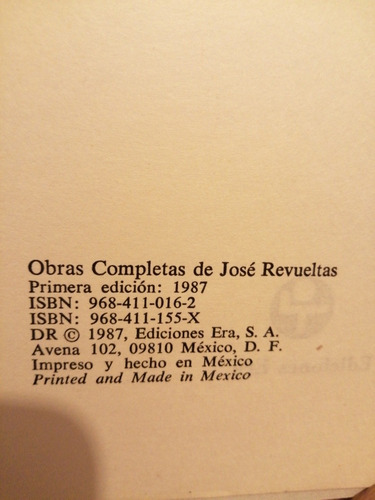 Obras Completas de José Revueltas
Primera edición: 1987
ISBN: 968-411-016-2
ISBN: 968-411-155-X
DR © 1987, Ediciones Era, S. A.
Avena 102, 09810 México, D. F.
Impreso y hecho en México
Printed and Made in Mexico